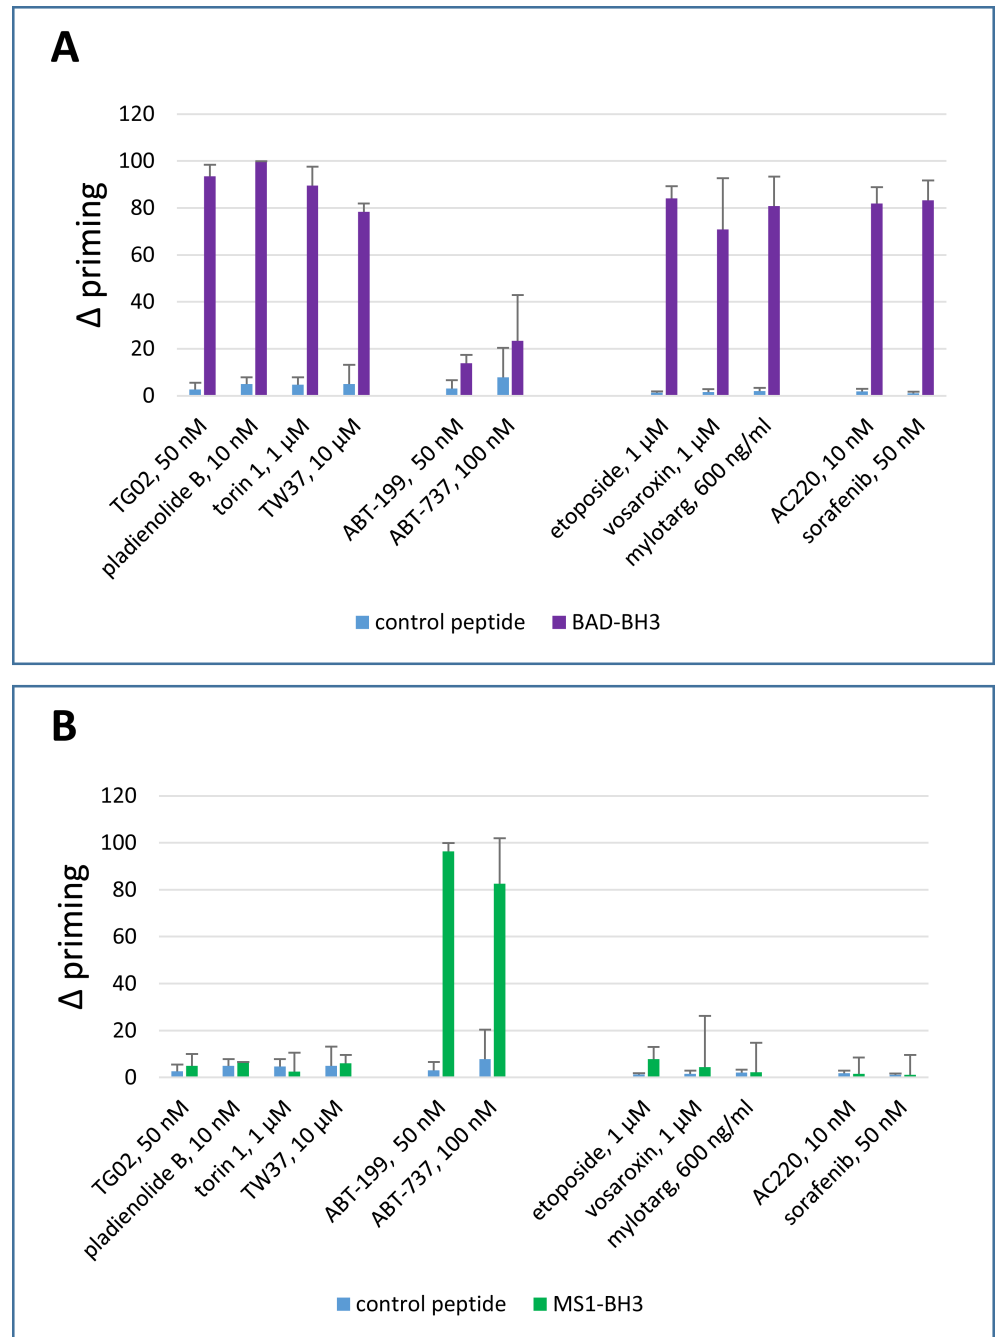 A
120
100
80
60
40
20
0
Δ priming
TG02, 50 nM
pladienolide B, 10 nM
torin 1, 1 µM
TW37, 10 µM
ABT-199, 50 nM
ABT-737, 100 nM
etoposide, 1 µM
vosaroxin, 1 µM
mylotarg, 600 ng/ml
AC220, 10 nM
sorafenib, 50 nM
control peptide BAD-BH3
B
120
100
80
60
40
20
0
Δ priming
TG02, 50 nM
pladienolide B, 10 nM
torin 1, 1 µM
TW37, 10 µM
ABT-199, 50 nM
ABT-737, 100 nM
etoposide, 1 µM
vosaroxin, 1 µM
mylotarg, 600 ng/ml
AC220, 10 nM
sorafenib, 50 nM
control peptide MS1-BH3